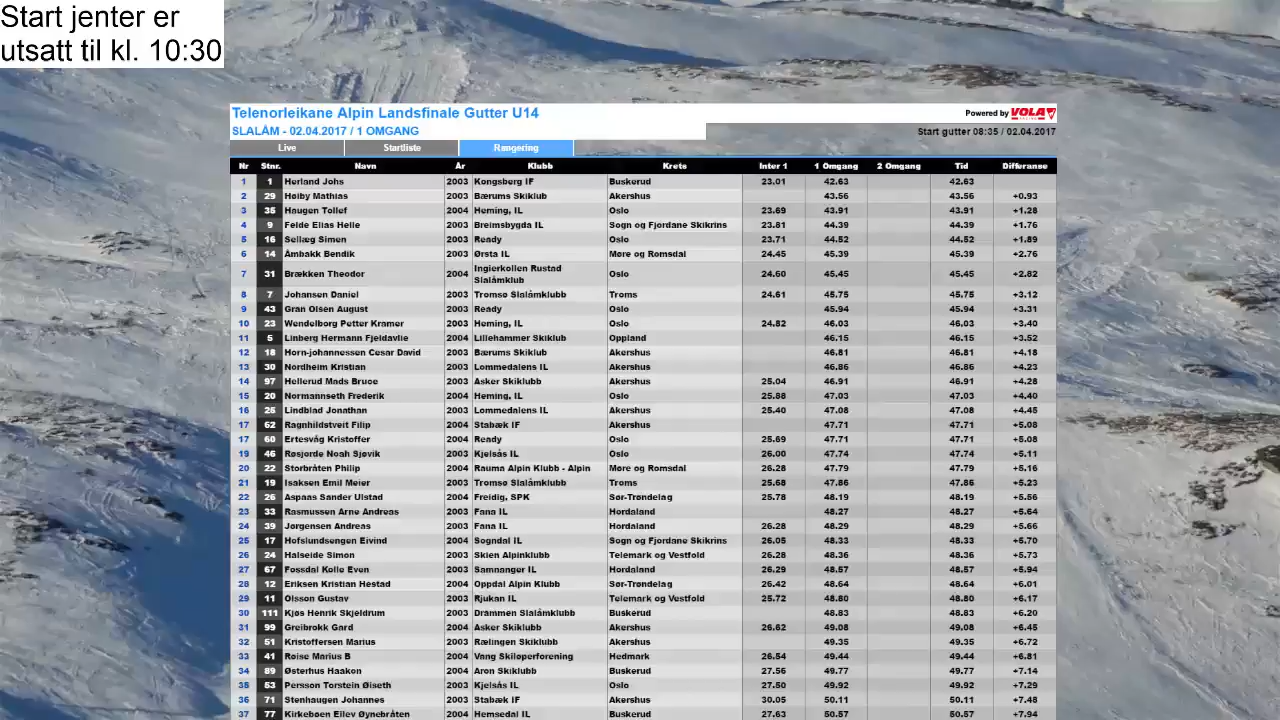 Start jenter er
utsatt til kl. 10:30
Telenorleikane Alpin Landsfinale Gutter U14
Powered by VOLA
SLALÅM - 02.04.2017 / 1 OMGANG
Start gutter 08:35 / 02.04.2017
Live Startliste Rangering
Nr Stnr. Navn År Klubb Krets Inter 1 1 Omgang 2 Omgang Tid Differanse
1 1 Herland Johs 2003 Kongsberg IF Buskerud 23.01 42.63 42.63
2 29 Høiby Mathias 2003 Bærums Skiklub Akershus 43.56 43.56 +0.93
3 35 Haugen Tollef 2004 Heming, IL Oslo 23.69 43.91 43.91 +1.28
4 9 Felde Elias Helle 2003 Breimsbygda IL Sogn og Fjordane Skikrins 23.81 44.39 44.39 +1.76
5 16 Sellæg Simen 2003 Ready Oslo 23.71 44.52 44.52 +1.89
6 14 Åmbakk Bendik 2003 Ørsta IL Møre og Romsdal 24.45 45.39 45.39 +2.76
7 31 Brækken Theodor 2004 Ingierkollen Rustad Slalåmklub Oslo 24.60 45.45 45.45 +2.82
8 7 Johansen Daniel 2003 Tromsø Slalåmklubb Troms 24.61 45.75 45.75 +3.12
9 43 Gran Olsen August 2003 Ready Oslo 45.94 45.94 +3.31
10 23 Wendelborg Petter Kramer 2003 Heming, IL Oslo 24.82 46.03 46.03 +3.40
11 5 Linberg Hermann Fjeldavlie 2004 Lillehammer Skiklub Oppland 46.15 46.15 +3.52
12 18 Horn-johannessen Cesar David 2003 Bærums Skiklub Akershus 46.81 46.81 +4.18
13 30 Nordheim Kristian 2003 Lommedalens IL Akershus 46.86 46.86 +4.23
14 97 Hellerud Mads Bruce 2003 Asker Skiklubb Akershus 25.04 46.91 46.91 +4.28
15 20 Normannseth Frederik 2004 Heming, IL Oslo 25.88 47.03 47.03 +4.40
16 25 Lindblad Jonathan 2003 Lommedalens IL Akershus 25.40 47.08 47.08 +4.45
17 62 Ragnhildstveit Filip 2004 Stabæk IF Akershus 47.71 47.71 +5.08
17 60 Ertesvåg Kristoffer 2004 Ready Oslo 25.69 47.71 47.71 +5.08
19 46 Røsjorde Noah Sjøvik 2003 Kjelsås IL Oslo 26.00 47.74 47.74 +5.11
20 22 Storbråten Philip 2004 Rauma Alpin Klubb - Alpin Møre og Romsdal 26.28 47.79 47.79 +5.16
21 19 Isaksen Emil Meier 2003 Tromsø Slalåmklubb Troms 25.68 47.86 47.86 +5.23
22 26 Aspaas Sander Ulstad 2004 Freidig, SPK Sør-Trøndelag 25.78 48.19 48.19 +5.56
23 33 Rasmussen Arne Andreas 2003 Fana IL Hordaland 48.27 48.27 +5.64
24 39 Jørgensen Andreas 2003 Fana IL Hordaland 26.28 48.29 48.29 +5.66
25 17 Hofslundsengen Eivind 2004 Sogndal IL Sogn og Fjordane Skikrins 26.05 48.33 48.33 +5.70
26 24 Halseide Simon 2003 Skien Alpinklubb Telemark og Vestfold 26.28 48.36 48.36 +5.73
27 67 Fossdal Kolle Even 2003 Samnanger IL Hordaland 26.29 48.57 48.57 +5.94
28 12 Eriksen Kristian Hestad 2004 Oppdal Alpin Klubb Sør-Trøndelag 26.42 48.64 48.64 +6.01
29 11 Olsson Gustav 2003 Rjukan IL Telemark og Vestfold 25.72 48.80 48.80 +6.17
30 111 Kjøs Henrik Skjeldrum 2003 Drammen Slalåmklubb Buskerud 48.83 48.83 +6.20
31 99 Greibrokk Gard 2004 Asker Skiklubb Akershus 26.62 49.08 49.08 +6.45
32 51 Kristoffersen Marius 2003 Rælingen Skiklubb Akershus 49.35 49.35 +6.72
33 41 Røise Marius B 2004 Vang Skiløperforening Hedmark 26.54 49.44 49.44 +6.81
34 89 Østerhus Haakon 2004 Aron Skiklubb Buskerud 27.56 49.77 49.77 +7.14
35 53 Persson Torstein Øiseth 2003 Kjelsås IL Oslo 27.50 49.92 49.92 +7.29
36 71 Stenhaugen Johannes 2003 Stabæk IF Akershus 30.05 50.11 50.11 +7.48
37 77 Kirkebøen Eilev Øynebråten 2004 Hemsedal IL Buskerud 27.63 50.57 50.57 +7.94